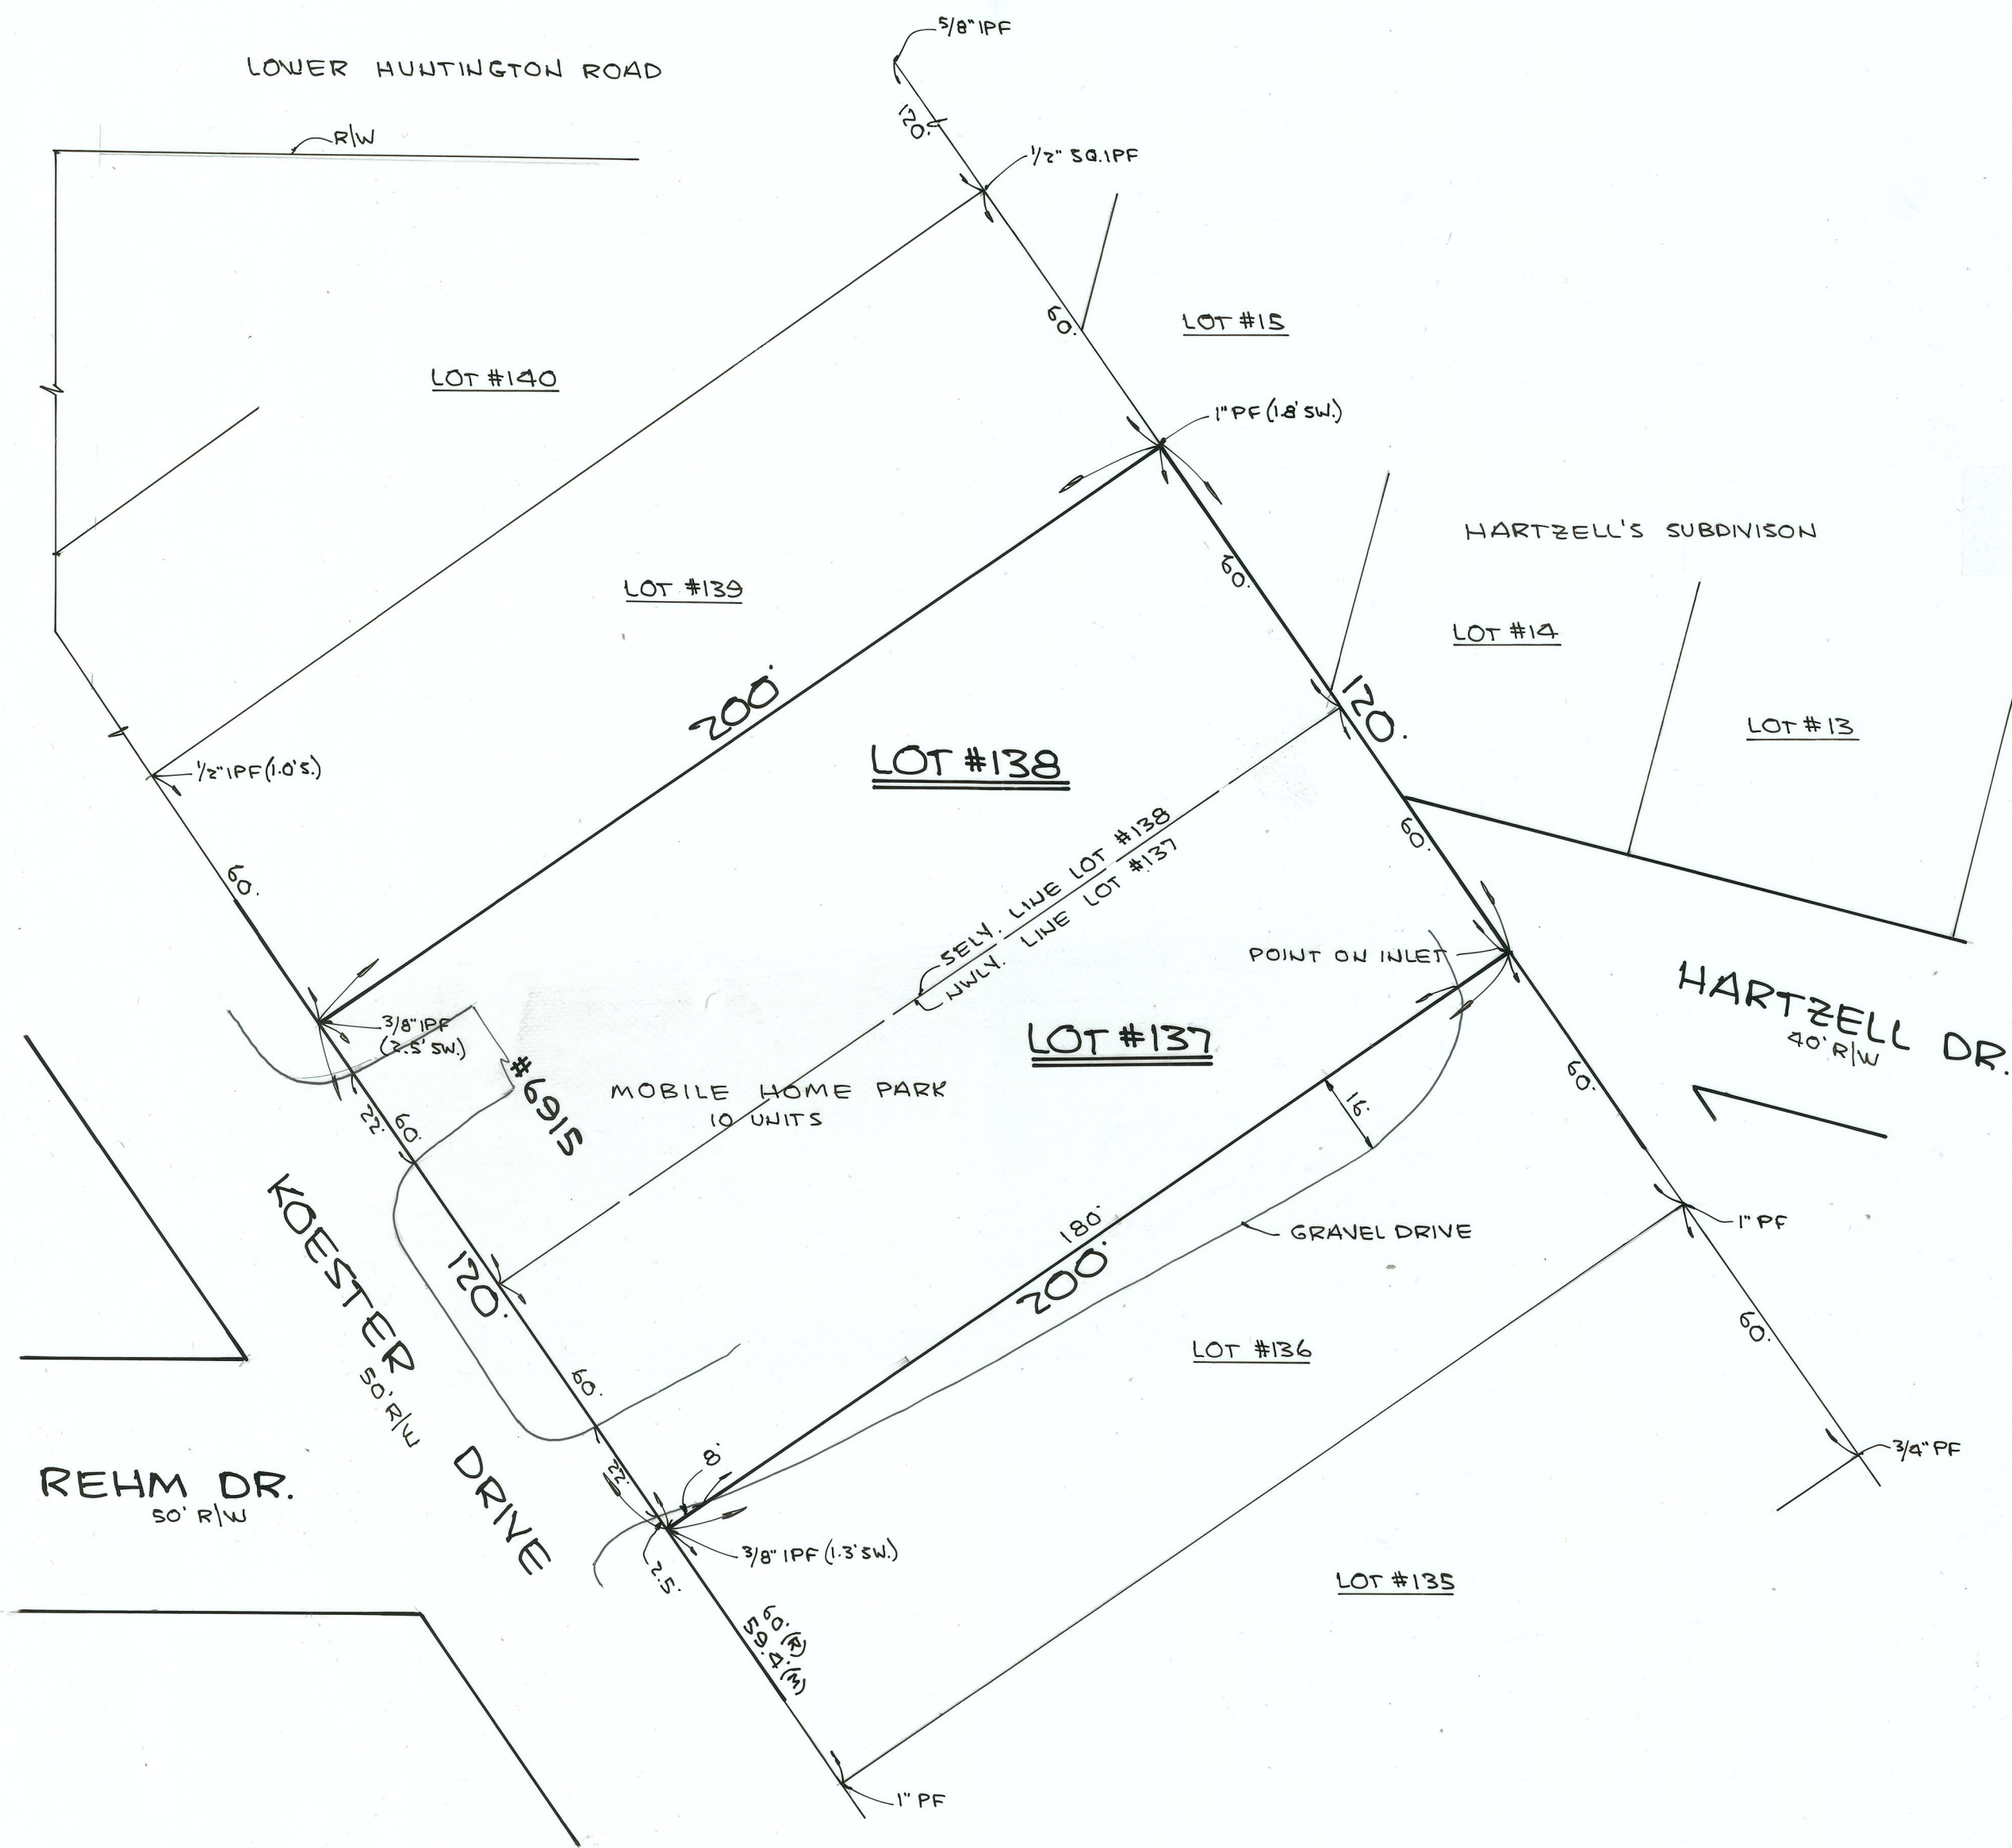 5/8" IPF
LOWER HUNTINGTON ROAD
120.'
R/W
1/2" SQ. IPF
60.'
LOT #15
LOT #140
1" PF (1.8' SW.)
HARTZELL'S SUBDIVISON
60.'
LOT #139
LOT #14
200.'
120.'
LOT #13
LOT #138
1/2" IPF (1.0' S.)
60.'
60.'
SELY. LINE LOT #138
NWLY. LINE LOT #137
POINT ON INLET
HARTZELL DR.
40' R/W
3/8" IPF
(2.5' SW.)
LOT #137
#6915
MOBILE HOME PARK
10 UNITS
22.'
60.'
16.'
60.'
KOESTER DRIVE
50' R/W
180.'
200.'
GRAVEL DRIVE
1" PF
120.'
LOT #136
60.'
60.'
3/4" PF
8.'
22.'
REHM DR.
50' R/W
3/8" IPF (1.3' SW.)
2.5.'
LOT #135
60.' (R)
59.4.' (M)
1" PF